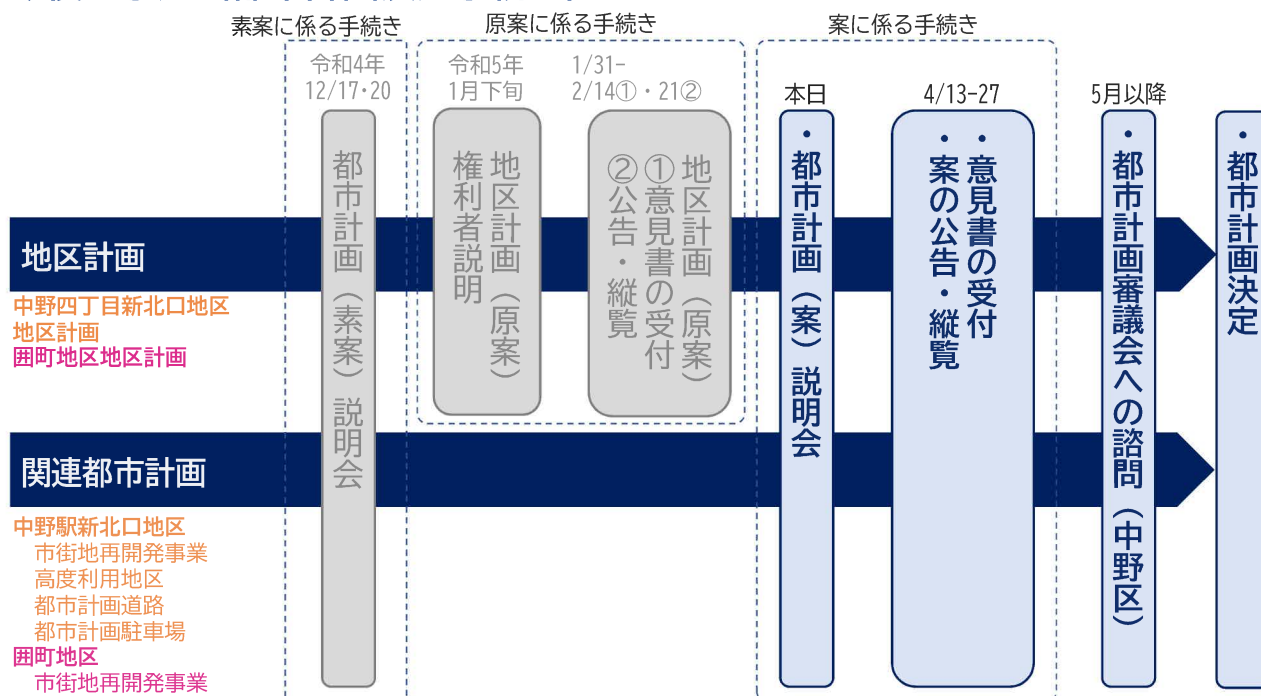 素案に係る手続き
原案に係る手続き
案に係る手続き
令和4年
12/17・20
令和5年
1月下旬
1/31-
2/14①・21②
本日
4/13-27
5月以降
都市計画（素案）説明会
地区計画（原案）
権利者説明
地区計画（原案）
①意見書の受付
②公告・縦覧
・都市計画（案）説明会
・意見書の受付
・案の公告・縦覧
・都市計画審議会への諮問（中野区）
・都市計画決定
地区計画
中野四丁目新北口地区
地区計画
囲町地区地区計画
関連都市計画
中野駅新北口地区
市街地再開発事業
高度利用地区
都市計画道路
都市計画駐車場
囲町地区
市街地再開発事業